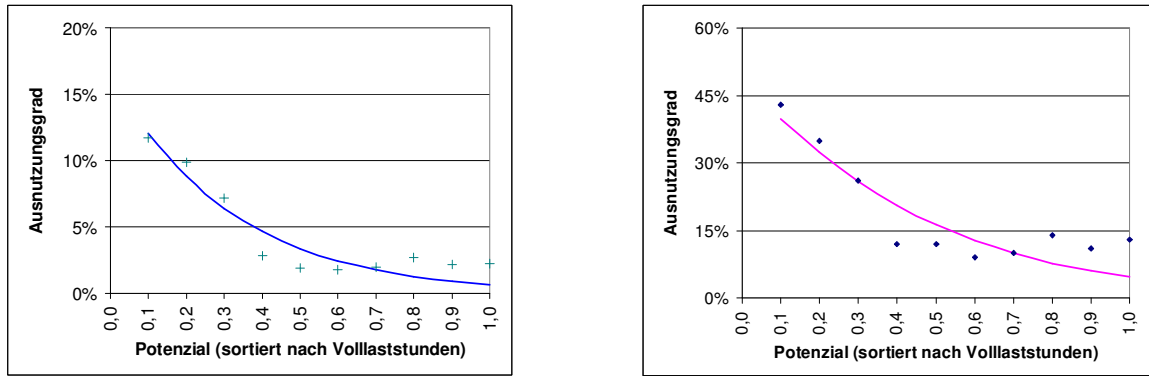 20%
15%
10%
5%
0%
Ausnutzungsgrad
0,0 0,1 0,2 0,3 0,4 0,5 0,6 0,7 0,8 0,9 1,0
Potenzial (sortiert nach Volllaststunden)
60%
45%
30%
15%
0%
Ausnutzungsgrad
0,0 0,1 0,2 0,3 0,4 0,5 0,6 0,7 0,8 0,9 1,0
Potenzial (sortiert nach Volllaststunden)